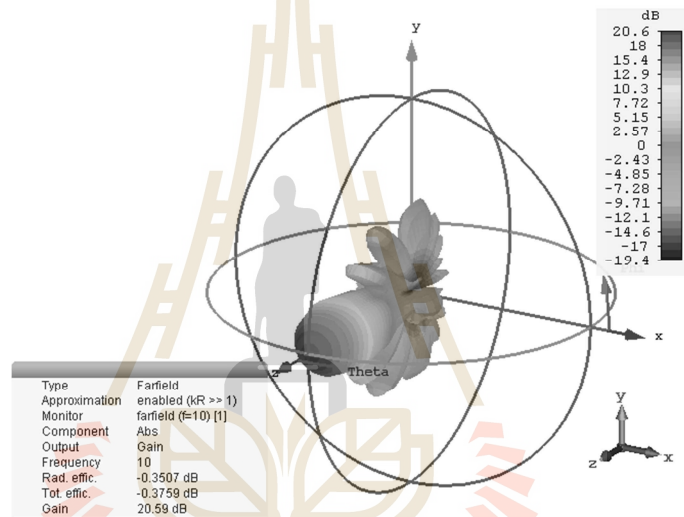 dB
20.6
18
15.4
12.9
10.3
7.72
5.15
2.57
0
-2.43
-4.85
-7.28
-9.71
-12.1
-14.6
-17
-19.4
y
x
z
Theta
y
z
x
Type Farfield
Approximation enabled (kR >> 1)
Monitor farfield (f=10) [1]
Component Abs
Output Gain
Frequency 10
Rad. effic. -0.3507 dB
Tot. effic. -0.3759 dB
Gain 20.59 dB